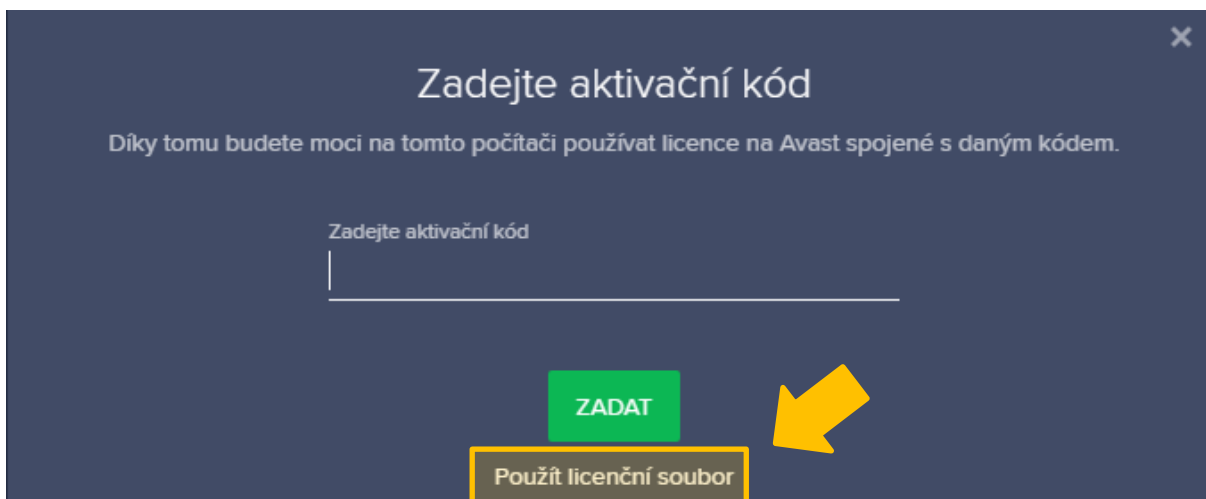 Zadejte aktivační kód
Díky tomu budete moci na tomto počítači používat licence na Avast spojené s daným kódem.
Zadejte aktivační kód
ZADAT
Použít licenční soubor